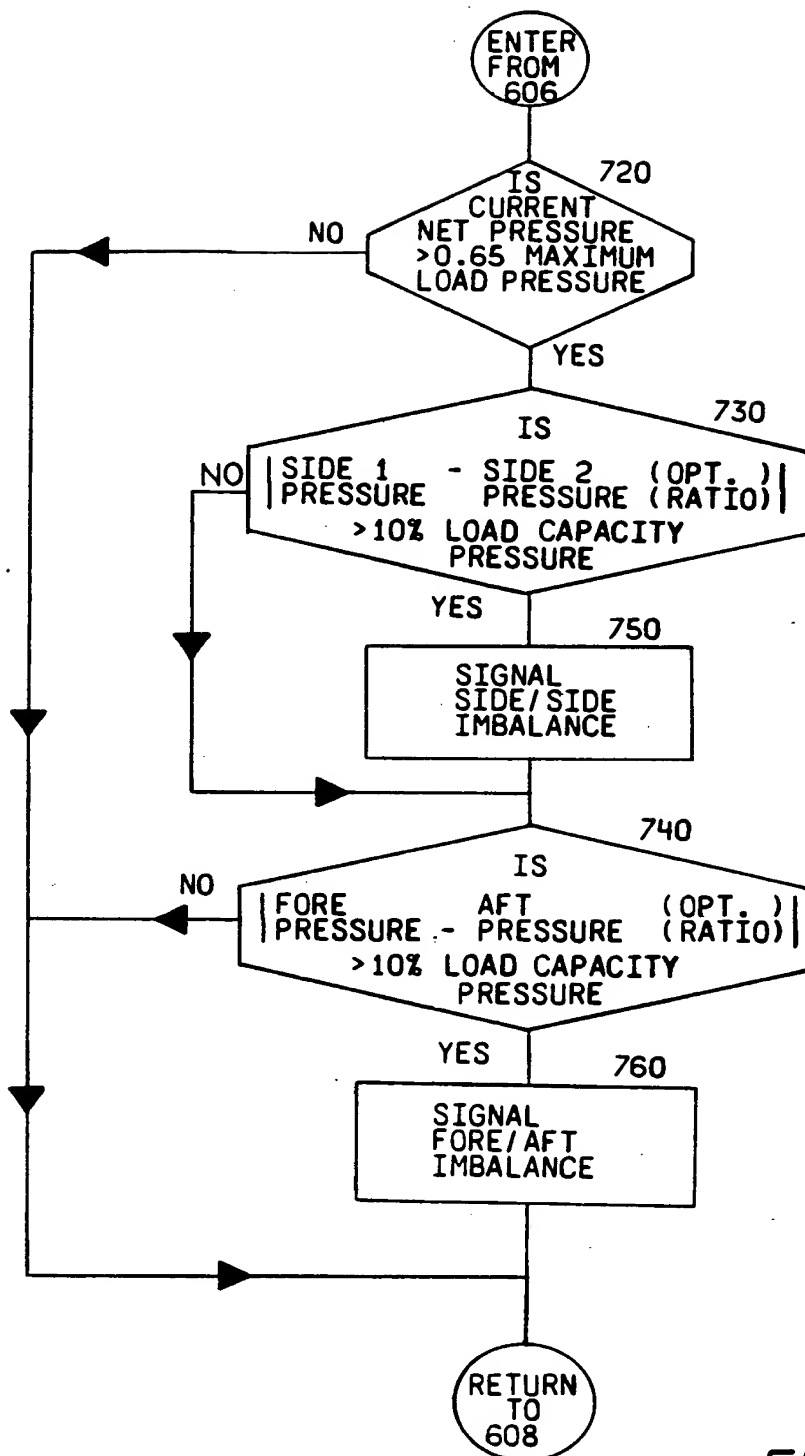 ENTER
FROM
606
720
IS
CURRENT
NET PRESSURE
>0.65 MAXIMUM
LOAD PRESSURE
NO
YES
730
IS
NO
|SIDE 1 - SIDE 2 (OPT. )|
|PRESSURE PRESSURE (RATIO)|
>10% LOAD CAPACITY
PRESSURE
YES
750
SIGNAL
SIDE/SIDE
IMBALANCE
740
IS
NO
|FORE AFT (OPT. )|
|PRESSURE - PRESSURE (RATIO)|
>10% LOAD CAPACITY
PRESSURE
YES
760
SIGNAL
FORE/AFT
IMBALANCE
RETURN
TO
608